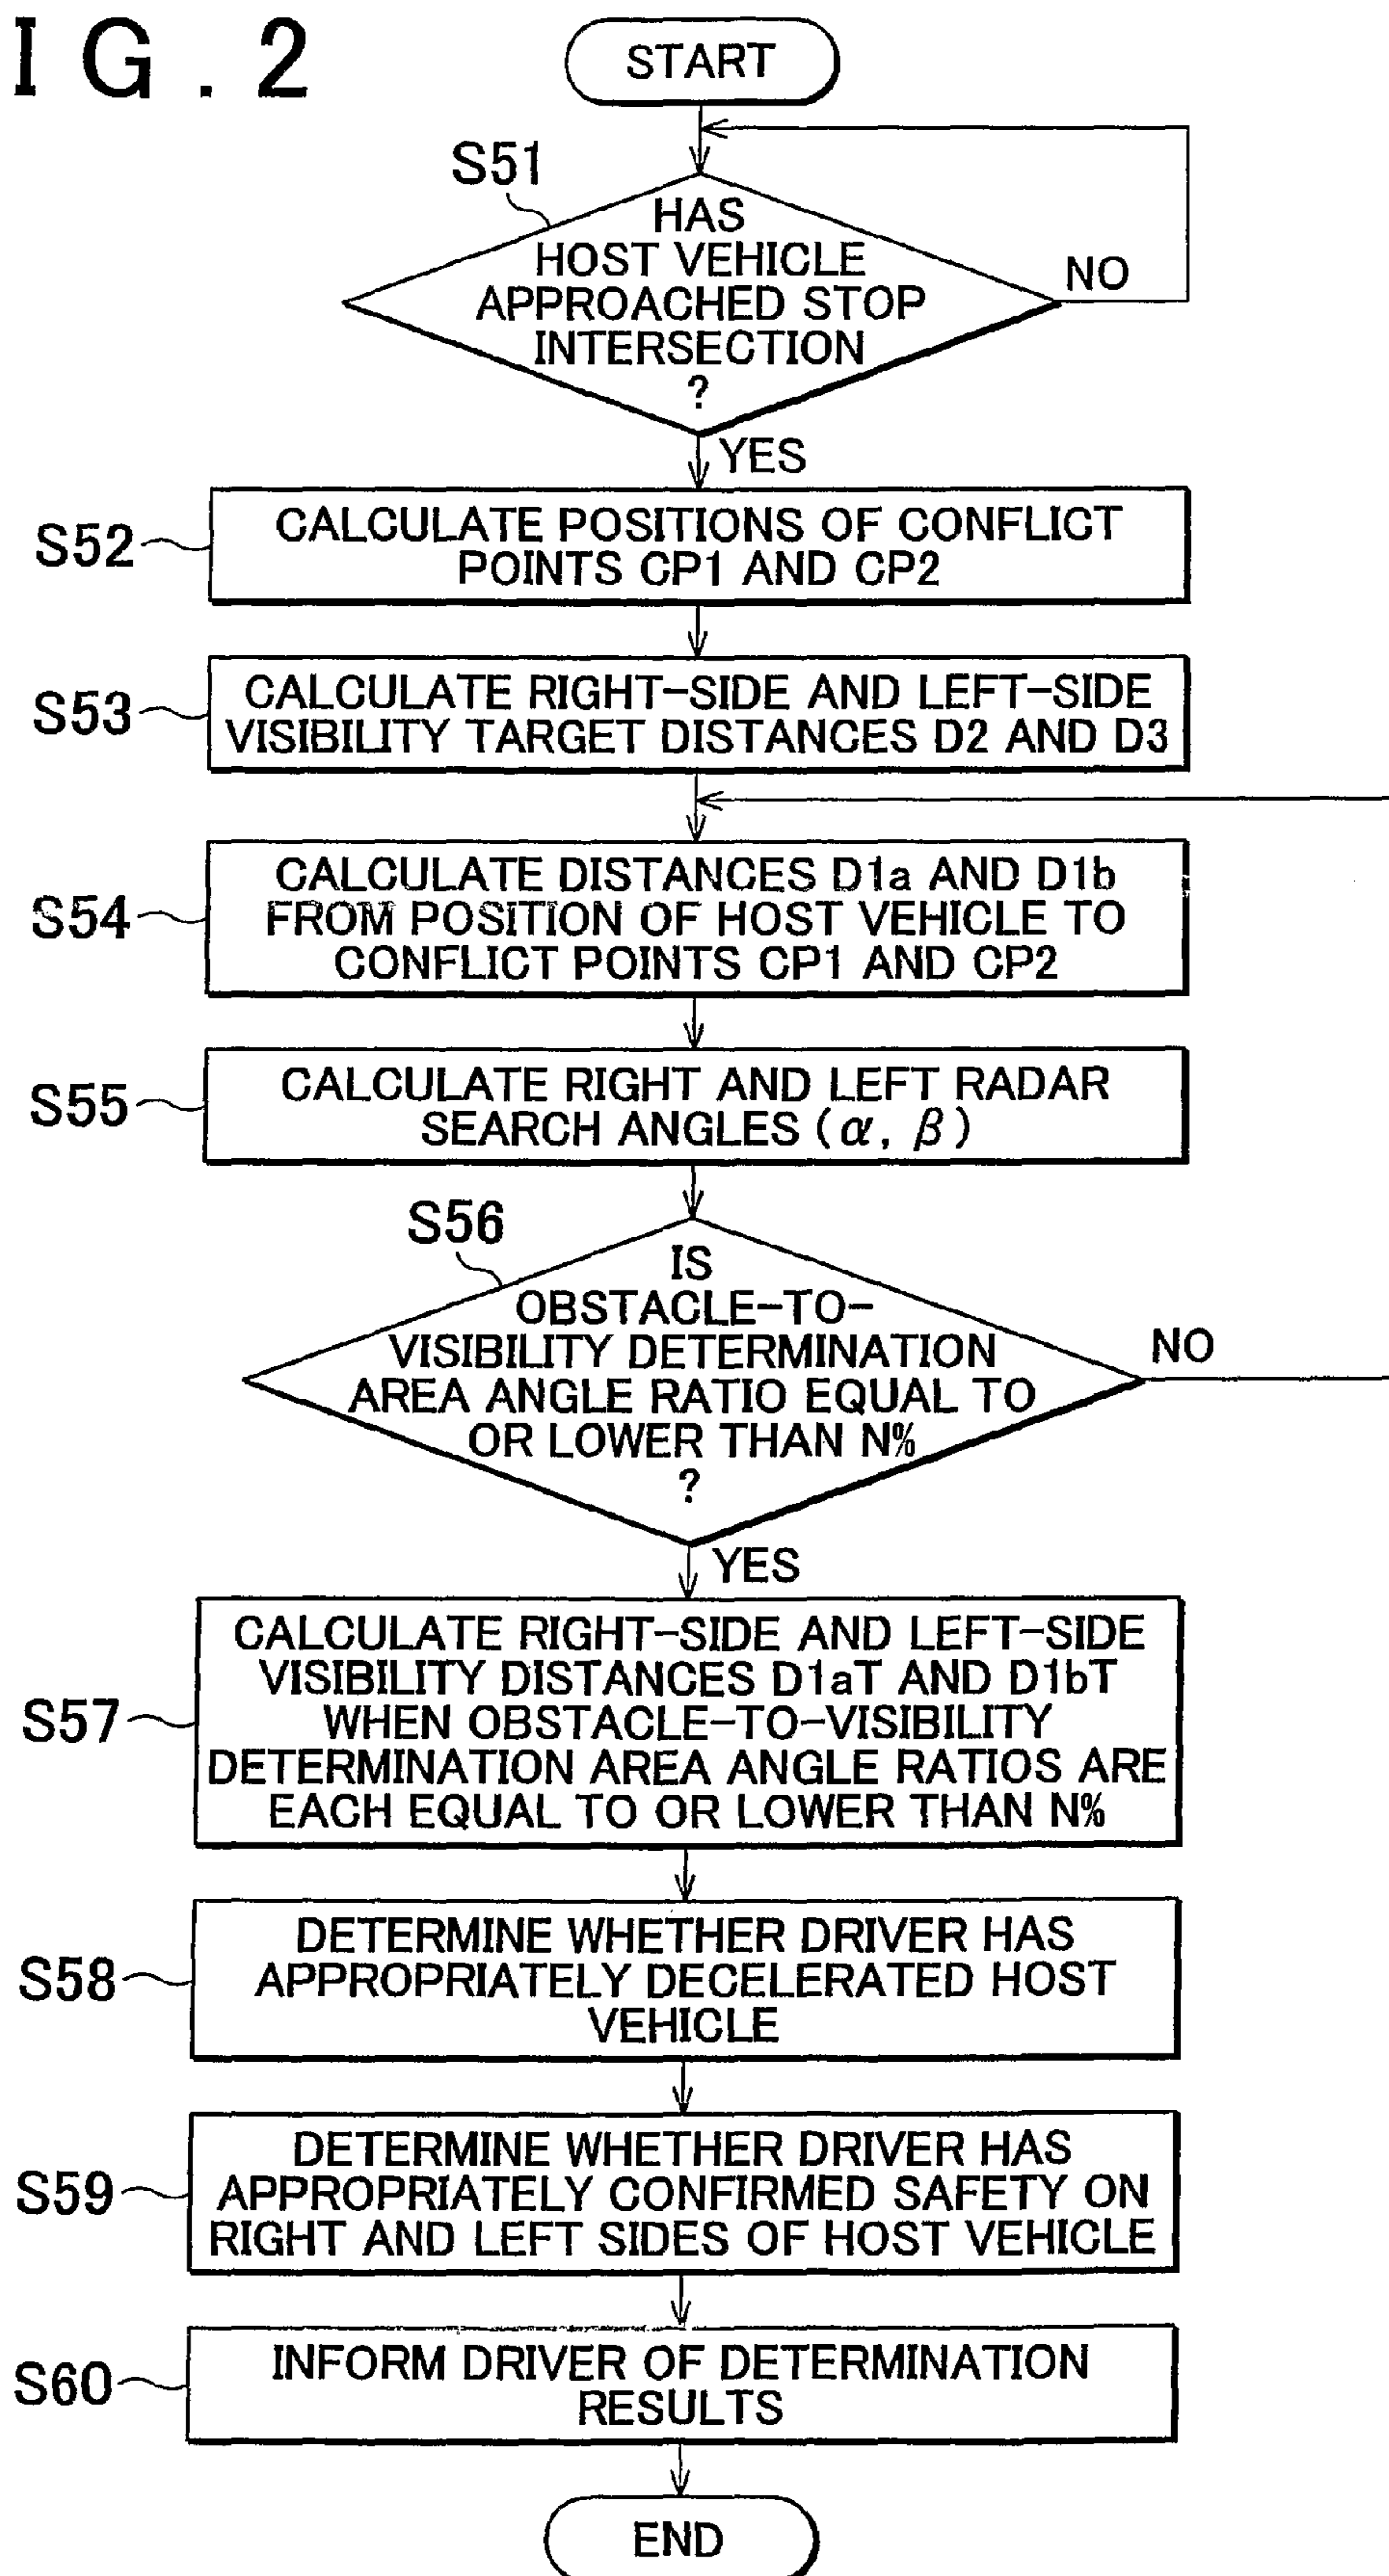 IG.2
START
S51
HAS
HOST VEHICLE
APPROACHED STOP
INTERSECTION
?
NO
YES
S52
CALCULATE POSITIONS OF CONFLICT
POINTS CP1 AND CP2
S53
CALCULATE RIGHT-SIDE AND LEFT-SIDE
VISIBILITY TARGET DISTANCES D2 AND D3
S54
CALCULATE DISTANCES D1a AND D1b
FROM POSITION OF HOST VEHICLE TO
CONFLICT POINTS CP1 AND CP2
S55
CALCULATE RIGHT AND LEFT RADAR
SEARCH ANGLES (α, β)
S56
IS
OBSTACLE-TO-
VISIBILITY DETERMINATION
AREA ANGLE RATIO EQUAL TO
OR LOWER THAN N%
?
NO
YES
S57
CALCULATE RIGHT-SIDE AND LEFT-SIDE
VISIBILITY DISTANCES D1aT AND D1bT
WHEN OBSTACLE-TO-VISIBILITY
DETERMINATION AREA ANGLE RATIOS ARE
EACH EQUAL TO OR LOWER THAN N%
S58
DETERMINE WHETHER DRIVER HAS
APPROPRIATELY DECELERATED HOST
VEHICLE
S59
DETERMINE WHETHER DRIVER HAS
APPROPRIATELY CONFIRMED SAFETY ON
RIGHT AND LEFT SIDES OF HOST VEHICLE
S60
INFORM DRIVER OF DETERMINATION
RESULTS
END